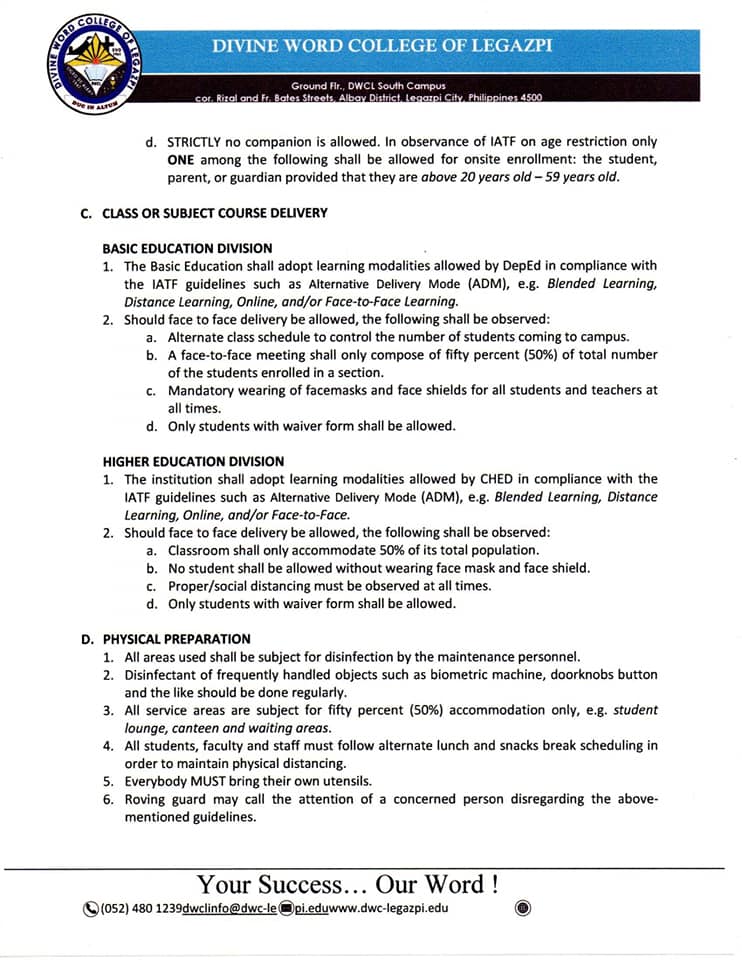 DIVINE WORD COLLEGE OF LEGAZPI
DIVINE WORD COLLEGE OF LEGAZPI
DUC IN ALTUM
Ground Flr., DWCL South Campus
cor. Rizal and Fr. Bates Streets, Albay District, Legazpi City, Philippines 4500
d. STRICTLY no companion is allowed. In observance of IATF on age restriction only
ONE among the following shall be allowed for onsite enrollment: the student,
parent, or guardian provided that they are above 20 years old – 59 years old.
C. CLASS OR SUBJECT COURSE DELIVERY
BASIC EDUCATION DIVISION
1. The Basic Education shall adopt learning modalities allowed by DepEd in compliance with
the IATF guidelines such as Alternative Delivery Mode (ADM), e.g. Blended Learning,
Distance Learning, Online, and/or Face-to-Face Learning.
2. Should face to face delivery be allowed, the following shall be observed:
a. Alternate class schedule to control the number of students coming to campus.
b. A face-to-face meeting shall only compose of fifty percent (50%) of total number
of the students enrolled in a section.
c. Mandatory wearing of facemasks and face shields for all students and teachers at
all times.
d. Only students with waiver form shall be allowed.
HIGHER EDUCATION DIVISION
1. The institution shall adopt learning modalities allowed by CHED in compliance with the
IATF guidelines such as Alternative Delivery Mode (ADM), e.g. Blended Learning, Distance
Learning, Online, and/or Face-to-Face.
2. Should face to face delivery be allowed, the following shall be observed:
a. Classroom shall only accommodate 50% of its total population.
b. No student shall be allowed without wearing face mask and face shield.
c. Proper/social distancing must be observed at all times.
d. Only students with waiver form shall be allowed.
D. PHYSICAL PREPARATION
1. All areas used shall be subject for disinfection by the maintenance personnel.
2. Disinfectant of frequently handled objects such as biometric machine, doorknobs button
and the like should be done regularly.
3. All service areas are subject for fifty percent (50%) accommodation only, e.g. student
lounge, canteen and waiting areas.
4. All students, faculty and staff must follow alternate lunch and snacks break scheduling in
order to maintain physical distancing.
5. Everybody MUST bring their own utensils.
6. Roving guard may call the attention of a concerned person disregarding the above-
mentioned guidelines.
Your Success... Our Word !
(052) 480 1239dwclinfo@dwc-le pi.eduwww.dwc-legazpi.edu